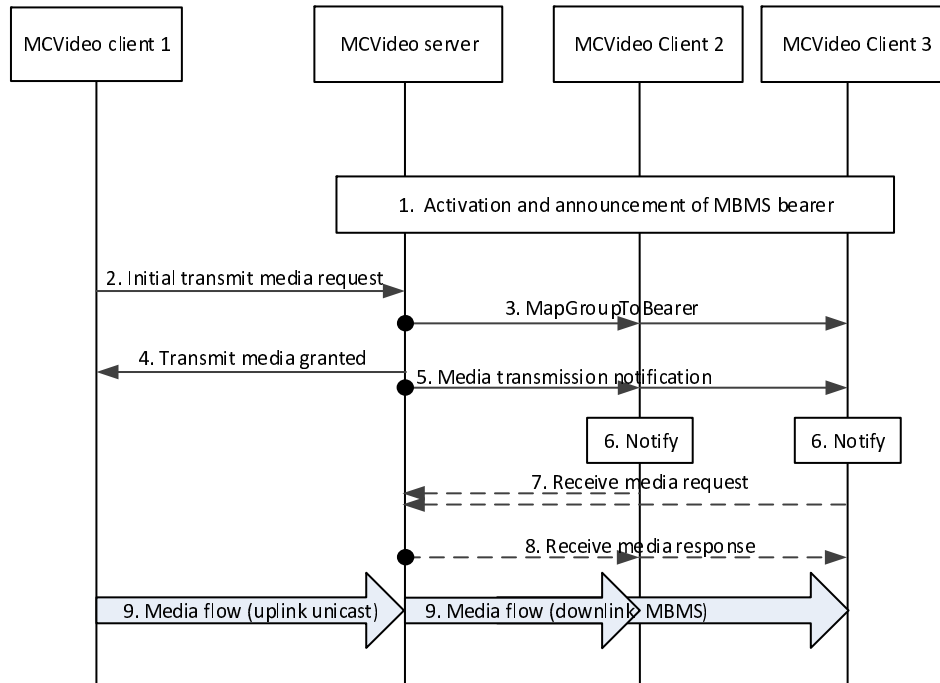 MCVideo client 1
MCVideo server
MCVideo Client 2
MCVideo Client 3
1. Activation and announcement of MBMS bearer
2. Initial transmit media request
3. MapGroupToBearer
4. Transmit media granted
5. Media transmission notification
6. Notify
6. Notify
7. Receive media request
8. Receive media response
9. Media flow (uplink unicast)
9. Media flow (downlink MBMS)